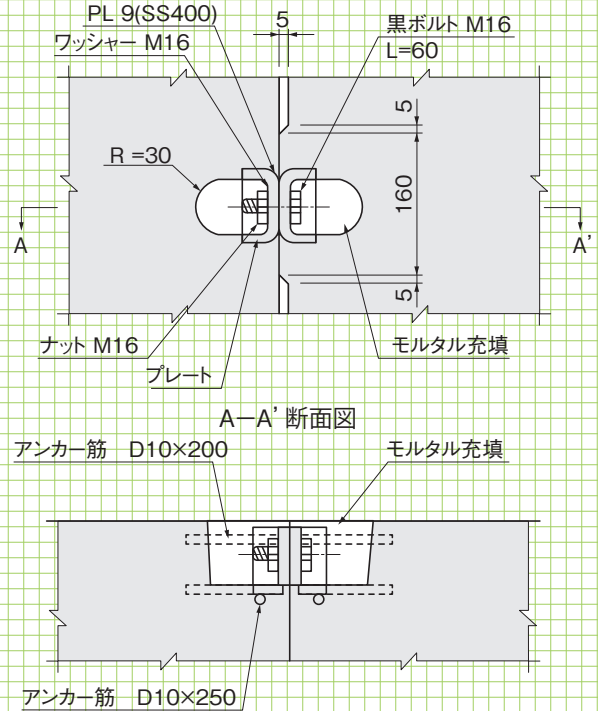 PL 9(SS400)
5
黒ボルト M16
ワッシャー M16
L=60
5
R =30
160
A
A'
5
ナット M16
モルタル充填
プレート
A－A' 断面図
アンカー筋 D10×200
モルタル充填
アンカー筋 D10×250